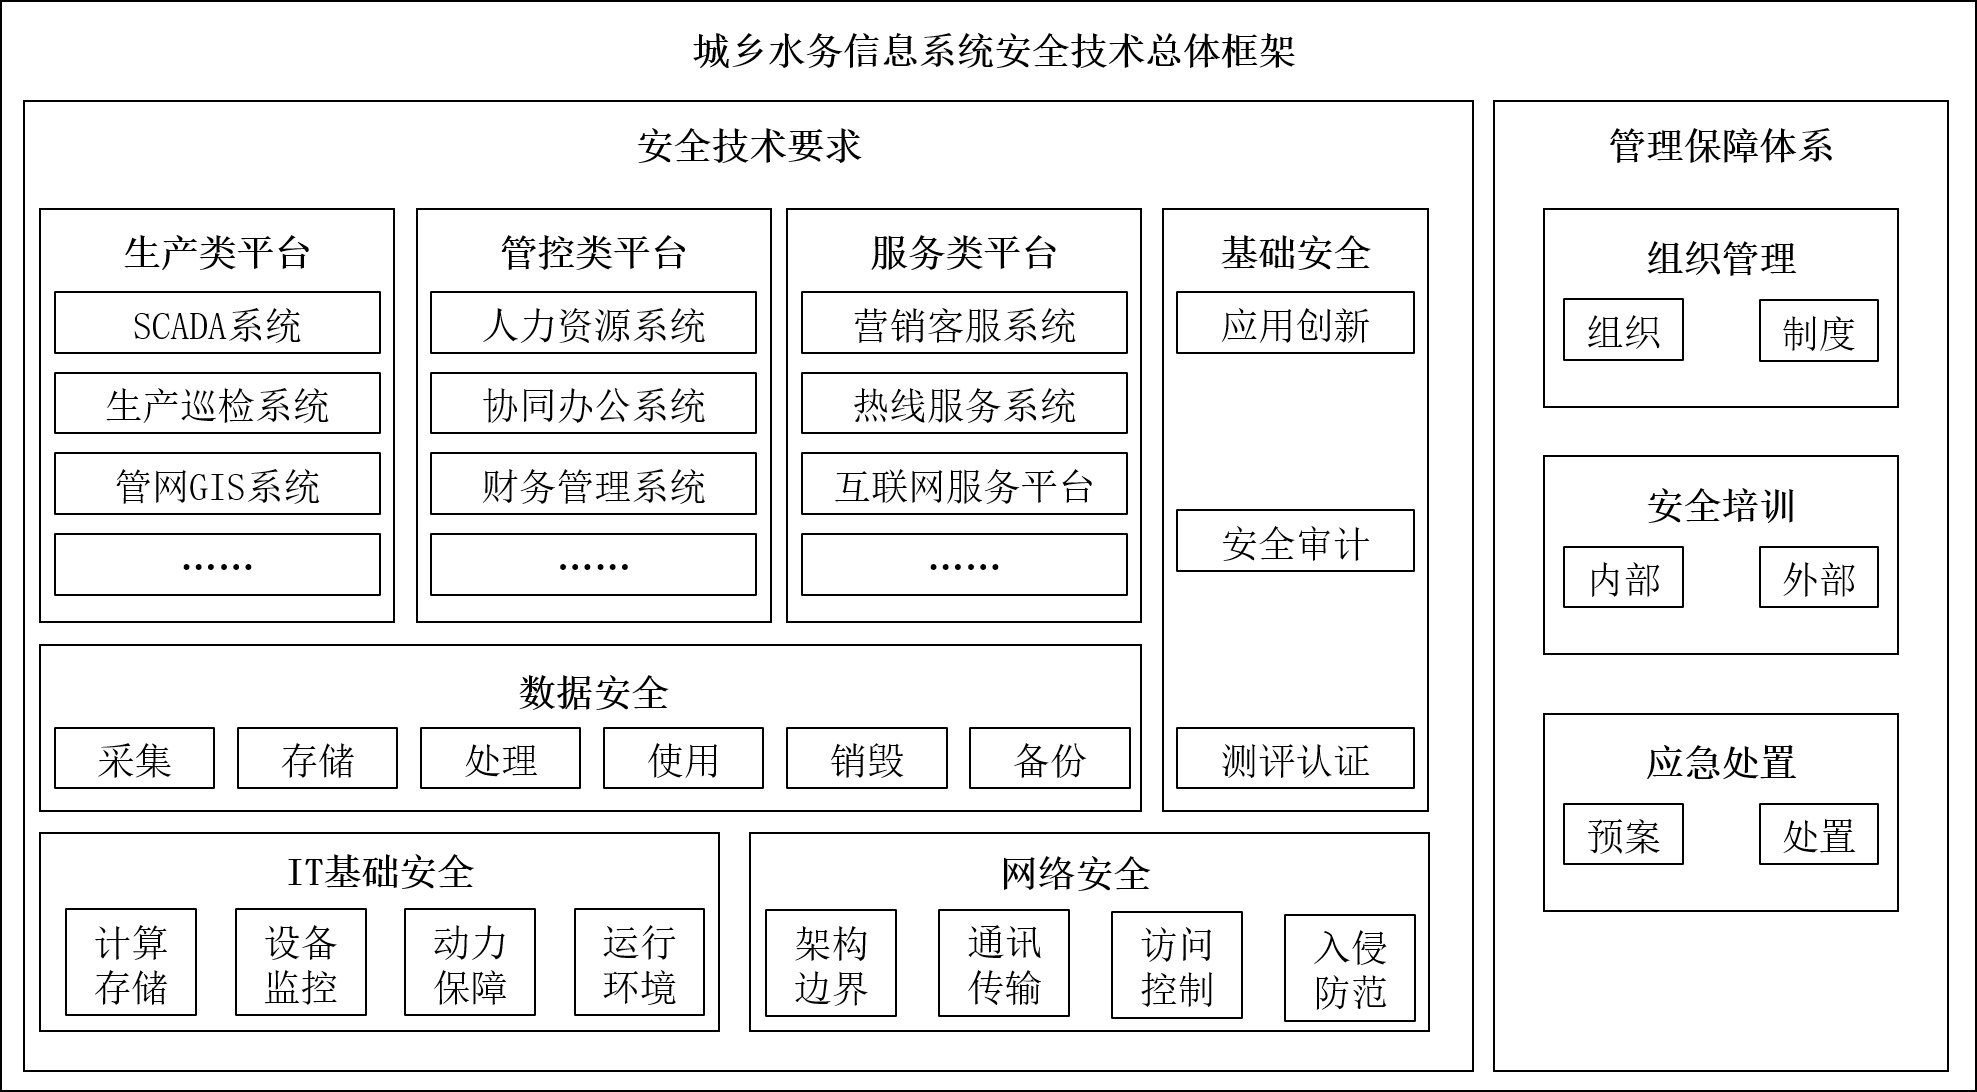 城乡水务信息系统安全技术总体框架
安全技术要求
生产类平台
SCADA系统
生产巡检系统
管网GIS系统
……
管控类平台
人力资源系统
协同办公系统
财务管理系统
……
服务类平台
营销客服系统
热线服务系统
互联网服务平台
……
基础安全
应用创新
安全审计
测评认证
数据安全
采集
存储
处理
使用
销毁
备份
IT基础安全
计算
存储
设备
监控
动力
保障
运行
环境
网络安全
架构
边界
通讯
传输
访问
控制
入侵
防范
管理保障体系
组织管理
组织
制度
安全培训
内部
外部
应急处置
预案
处置